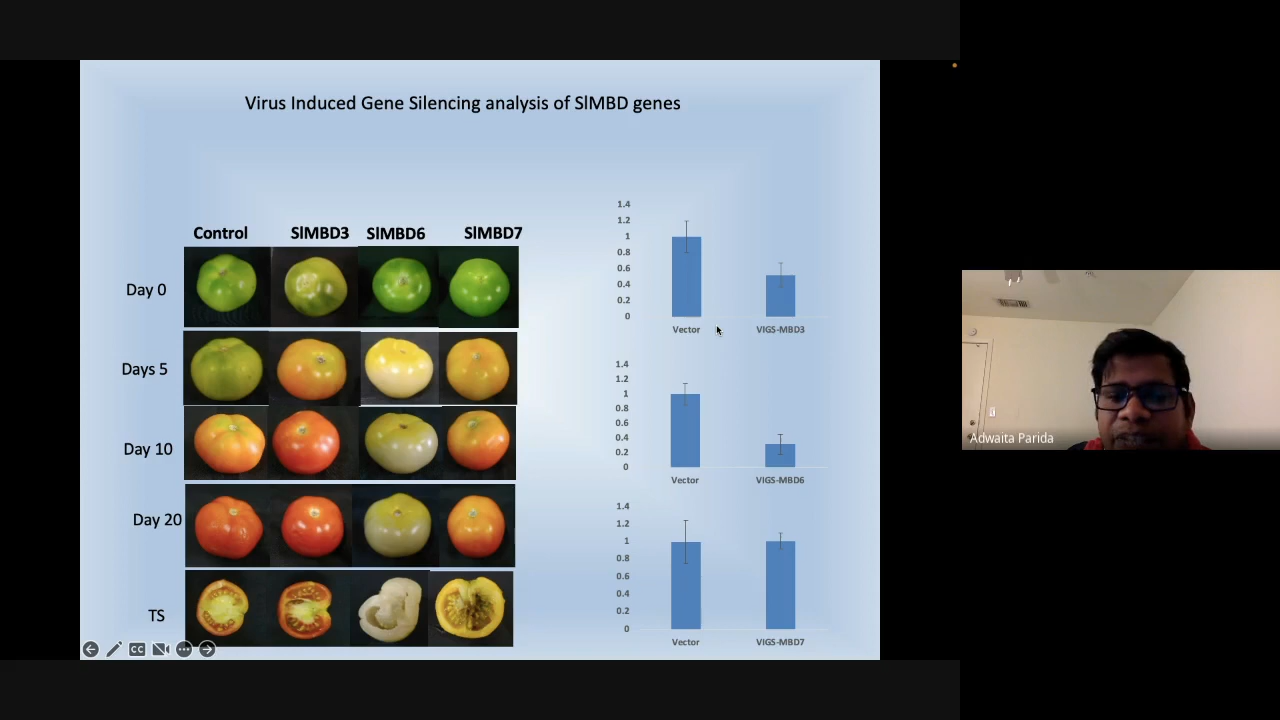 Virus Induced Gene Silencing analysis of SlMBD genes
Control SlMBD3 SlMBD6 SlMBD7
Day 0
Days 5
Day 10
Day 20
TS
1.4
1.2
1
0.8
0.6
0.4
0.2
0
Vector VIGS-MBD3
1.4
1.2
1
0.8
0.6
0.4
0.2
0
Vector VIGS-MBD6
1.4
1.2
1
0.8
0.6
0.4
0.2
0
Vector VIGS-MBD7
CC
Adwaita Parida